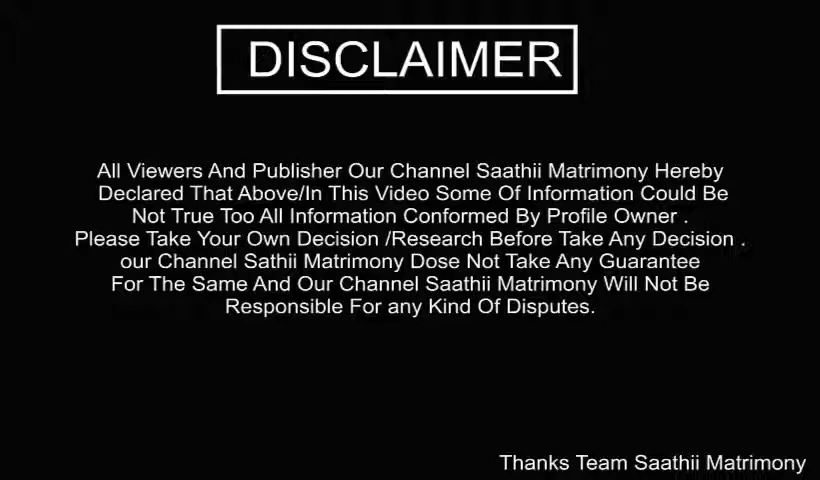 DISCLAIMER
All Viewers And Publisher Our Channel Saathii Matrimony Hereby
Declared That Above/In This Video Some Of Information Could Be
Not True Too All Information Conformed By Profile Owner .
Please Take Your Own Decision /Research Before Take Any Decision .
our Channel Sathii Matrimony Dose Not Take Any Guarantee
For The Same And Our Channel Saathii Matrimony Will Not Be
Responsible For any Kind Of Disputes.
Thanks Team Saathii Matrimony